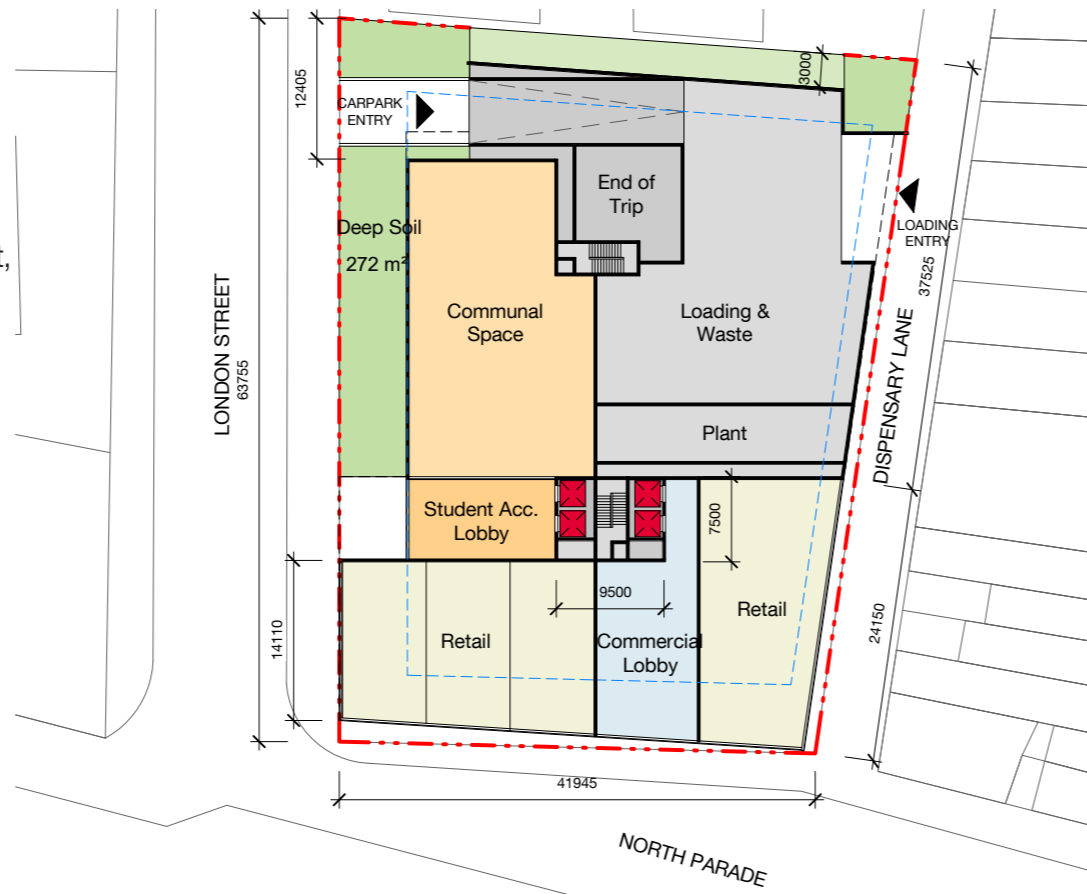 12405
3000
CARPARK
ENTRY
End of
Trip
Deep Soil
272 m²
LOADING
ENTRY
37525
LONDON STREET
63755
Communal
Space
Loading &
Waste
DISPENSARY LANE
Plant
Student Acc.
Lobby
7500
9500
14110
Retail
Commercial
Lobby
Retail
24150
41945
NORTH PARADE